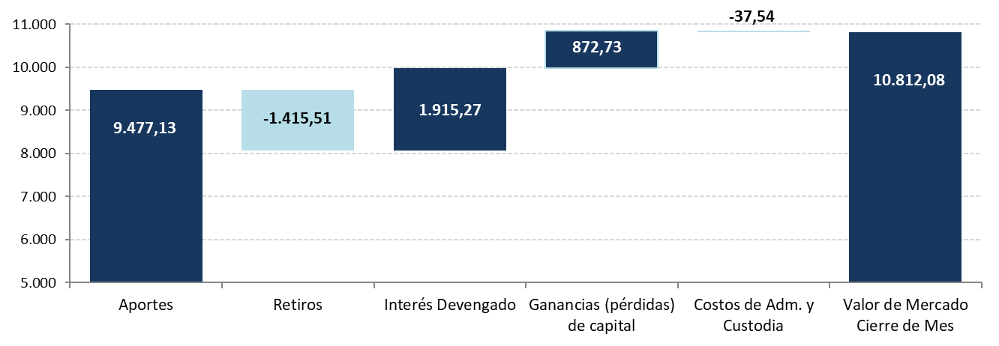 -37,54
11.000
872,73
10.000
10.812,08
9.000
9.477,13
-1.415,51
1.915,27
8.000
7.000
6.000
5.000
Aportes
Retiros
Interés Devengado
Ganancias (pérdidas)
de capital
Costos de Adm. y
Custodia
Valor de Mercado
Cierre de Mes